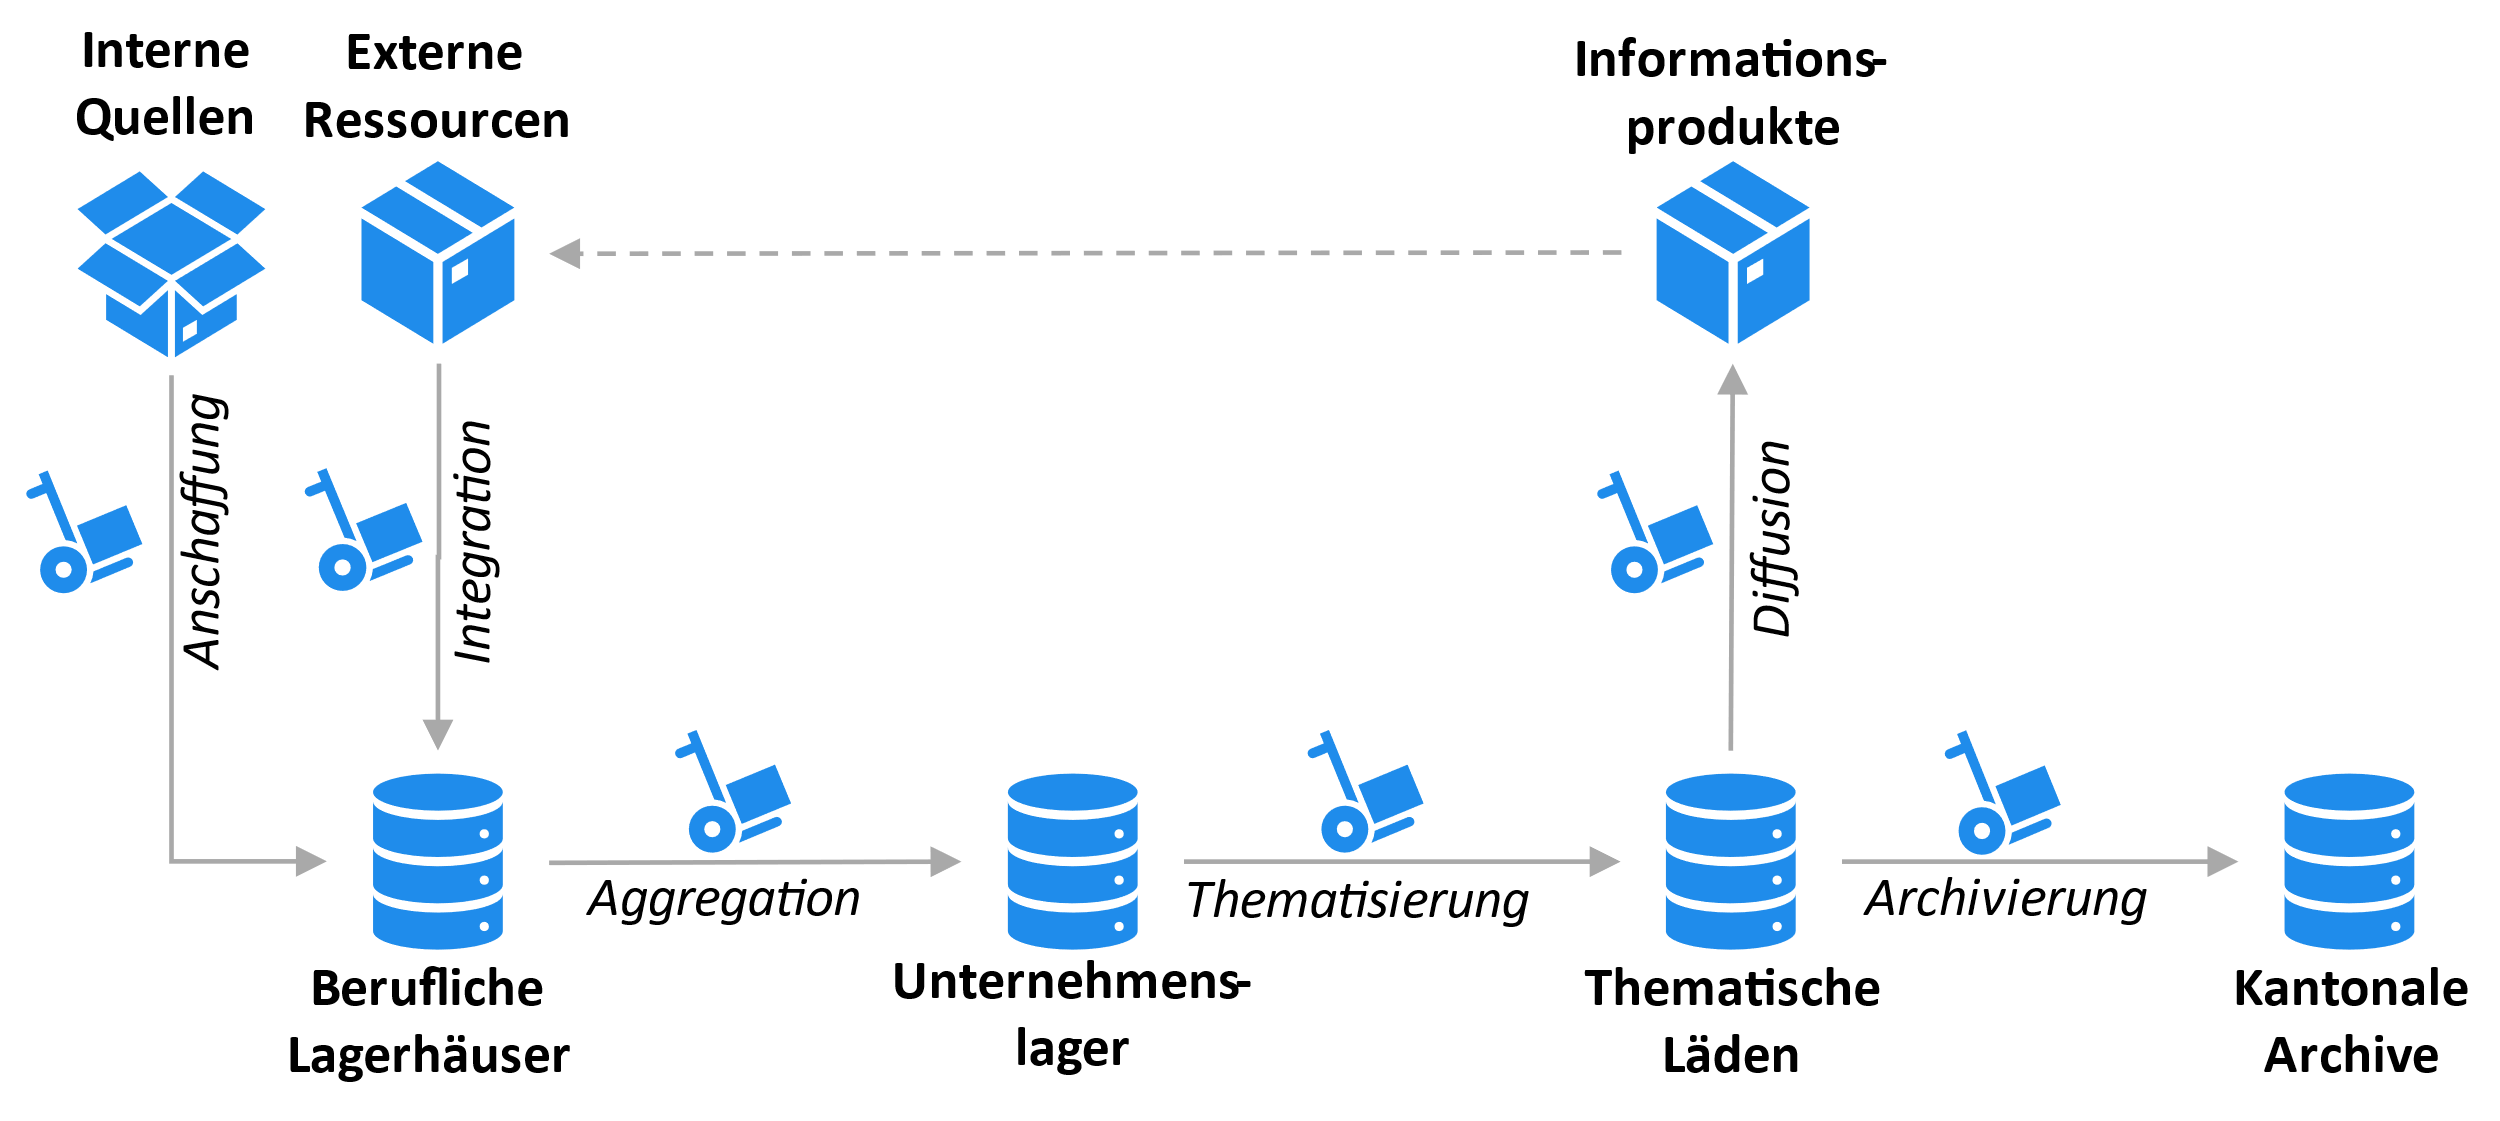 Interne
Quellen
Externe
Ressourcen
Informations-
produkte
Anschaffung
Integration
Diffusion
Aggregation
Thematisierung
Archivierung
Berufliche
Lagerhäuser
Unternehmens-
lager
Thematische
Läden
Kantonale
Archive